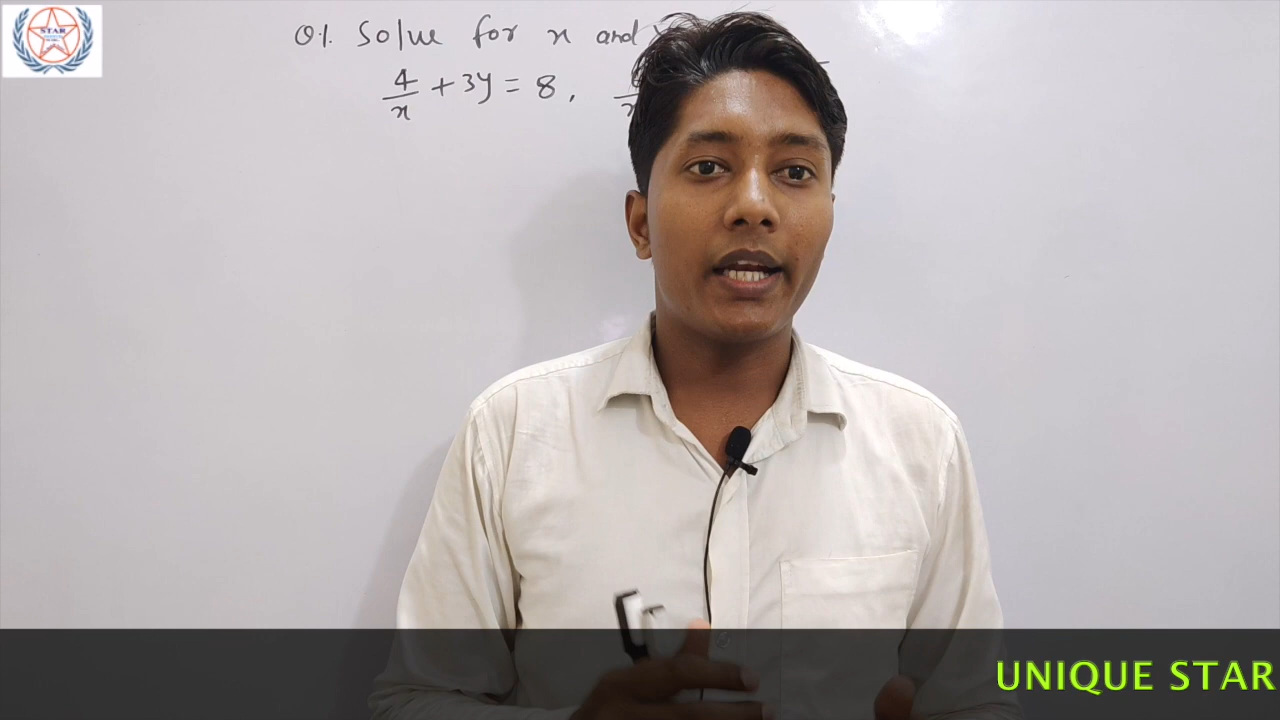 STAR
Q1. Solve for x and y
4/x + 3y = 8,
UNIQUE STAR